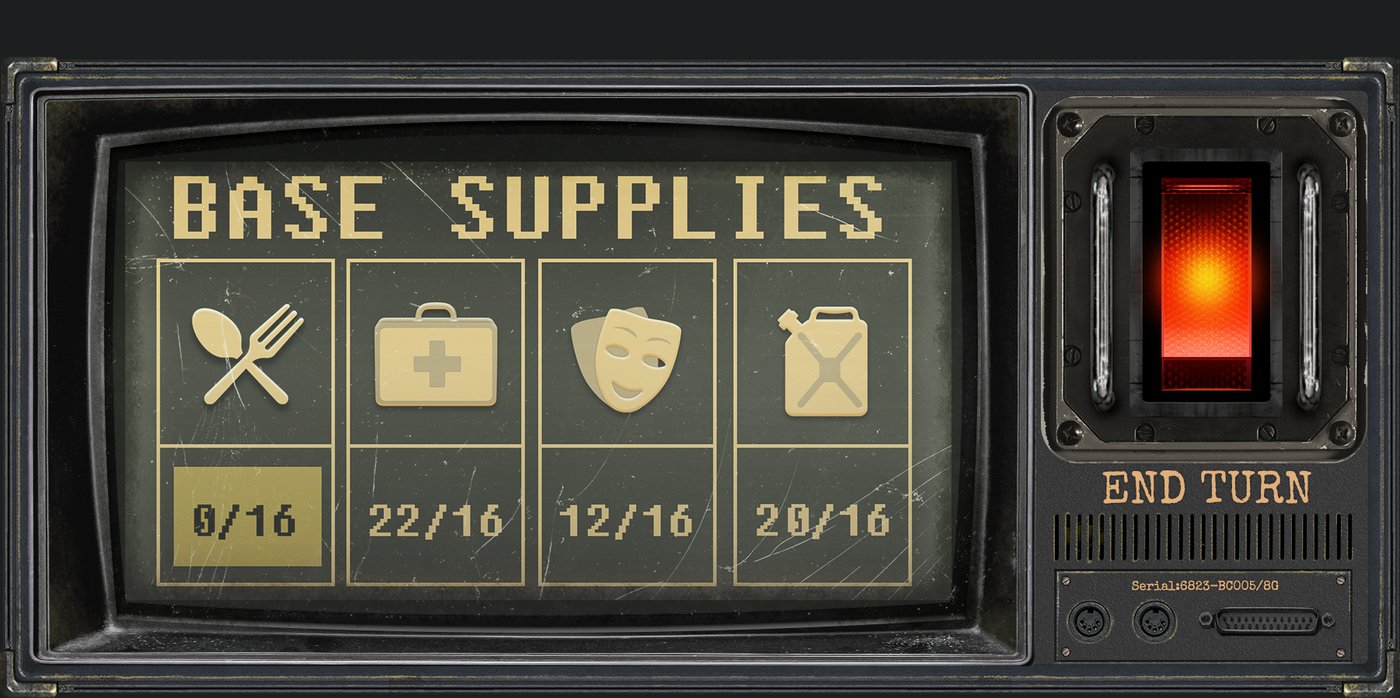 BASE SUPPLIES
0/16
22/16
12/16
20/16
END TURN
Serial:6823-BC005/8G